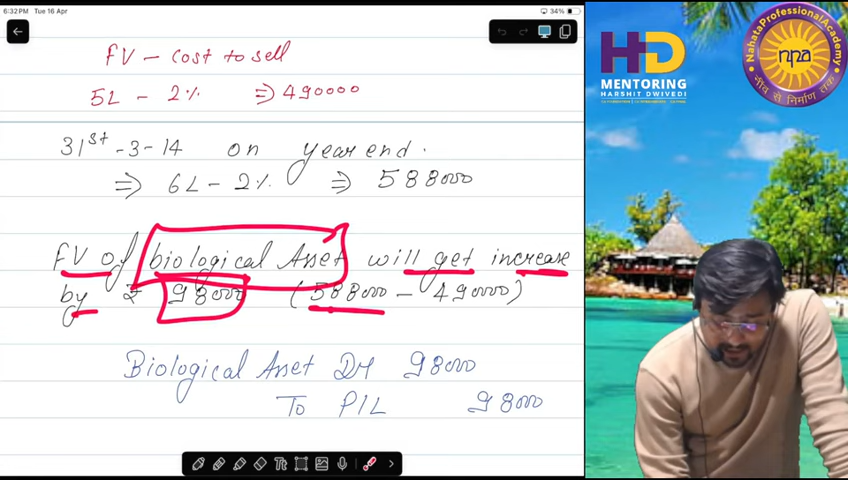 6:32 PM Tue 16 Apr
34%
FV - cost to sell
5L - 2% ⇒ 490000
31st-3-14 on year end.
⇒ 6L - 2% ⇒ 588000
FV of biological Asset will get increase
by ₹ 98000 (588000 - 490000)
Biological Asset Dr 98000
To P/L 98000
HD
MENTORING
HARSHIT DWIVEDI
NahataProfessionalAcademy
npa
नींव से निर्माण तक